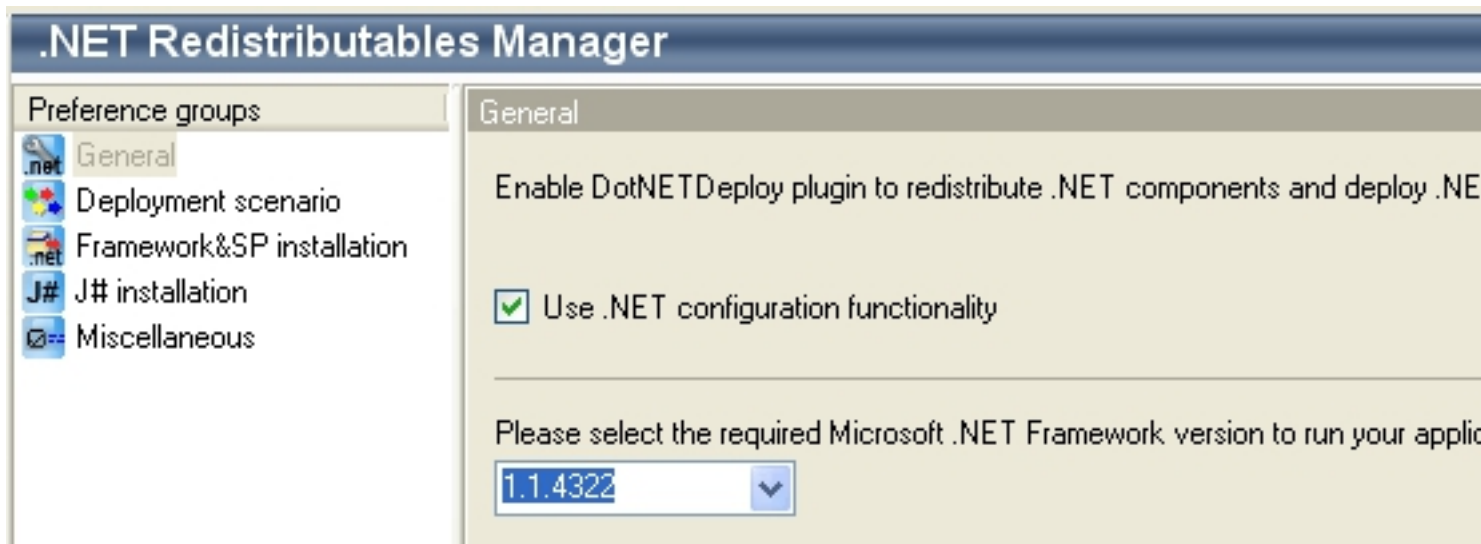 .NET Redistributables Manager
Preference groups
General
Deployment scenario
Framework&SP installation
J# installation
Miscellaneous
General
Enable DotNETDeploy plugin to redistribute .NET components and deploy .NE
Use .NET configuration functionality
Please select the required Microsoft .NET Framework version to run your applic
1.1.4322
.net
.net
J#